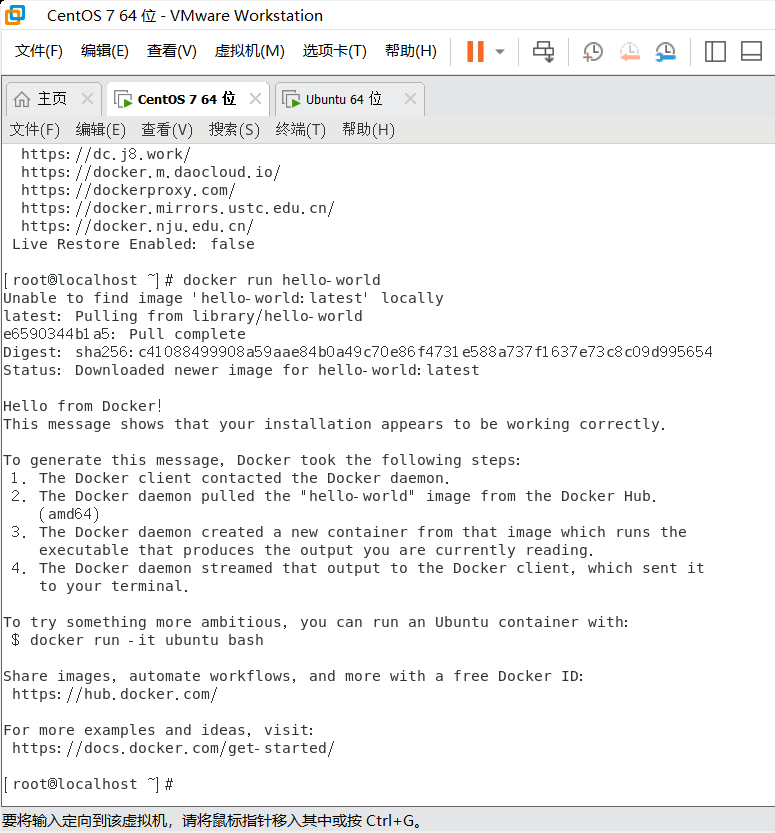 CentOS 7 64 位 - VMware Workstation
文件(F) 编辑(E) 查看(V) 虚拟机(M) 选项卡(T) 帮助(H)
主页 CentOS 7 64 位 Ubuntu 64 位
文件(F) 编辑(E) 查看(V) 搜索(S) 终端(T) 帮助(H)
https://dc.j8.work/
https://docker.m.daocloud.io/
https://dockerproxy.com/
https://docker.mirrors.ustc.edu.cn/
https://docker.nju.edu.cn/
Live Restore Enabled: false
[root@localhost ~]# docker run hello-world
Unable to find image 'hello-world:latest' locally
latest: Pulling from library/hello-world
e6590344b1a5: Pull complete
Digest: sha256:c41088499908a59aae84b0a49c70e86f4731e588a737f1637e73c8c09d995654
Status: Downloaded newer image for hello-world:latest
Hello from Docker!
This message shows that your installation appears to be working correctly.
To generate this message, Docker took the following steps:
1. The Docker client contacted the Docker daemon.
2. The Docker daemon pulled the "hello-world" image from the Docker Hub.
(amd64)
3. The Docker daemon created a new container from that image which runs the
executable that produces the output you are currently reading.
4. The Docker daemon streamed that output to the Docker client, which sent it
to your terminal.
To try something more ambitious, you can run an Ubuntu container with:
$ docker run -it ubuntu bash
Share images, automate workflows, and more with a free Docker ID:
https://hub.docker.com/
For more examples and ideas, visit:
https://docs.docker.com/get-started/
[root@localhost ~]#
要将输入定向到该虚拟机，请将鼠标指针移入其中或按 Ctrl+G。